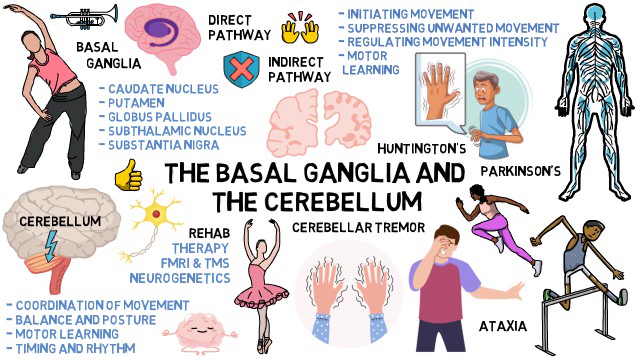 BASAL
GANGLIA
- CAUDATE NUCLEUS
- PUTAMEN
- GLOBUS PALLIDUS
- SUBTHALAMIC NUCLEUS
- SUBSTANTIA NIGRA
DIRECT
PATHWAY
INDIRECT
PATHWAY
- INITIATING MOVEMENT
- SUPPRESSING UNWANTED MOVEMENT
- REGULATING MOVEMENT INTENSITY
- MOTOR
LEARNING
HUNTINGTON'S
PARKINSON'S
THE BASAL GANGLIA AND
THE CEREBELLUM
CEREBELLUM
REHAB
THERAPY
FMRI & TMS
NEUROGENETICS
CEREBELLAR TREMOR
- COORDINATION OF MOVEMENT
- BALANCE AND POSTURE
- MOTOR LEARNING
- TIMING AND RHYTHM
ATAXIA